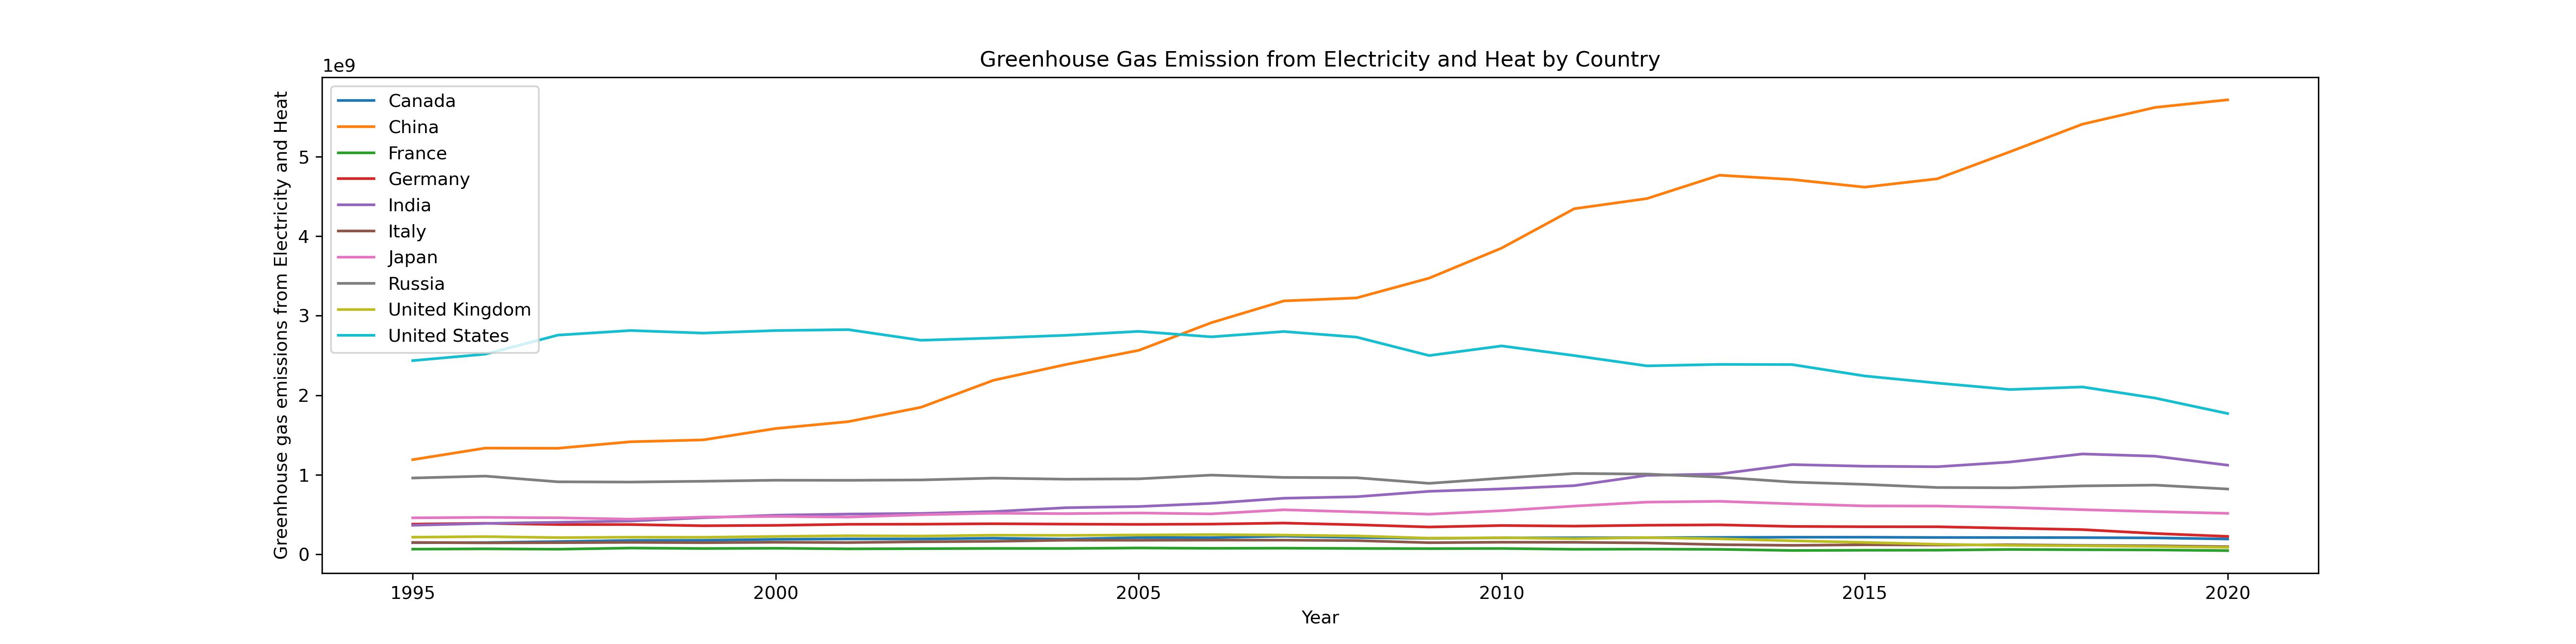 Greenhouse Gas Emission from Electricity and Heat by Country
1e9
Greenhouse gas emissions from Electricity and Heat
5
4
3
2
1
0
Canada
China
France
Germany
India
Italy
Japan
Russia
United Kingdom
United States
1995 2000 2005 2010 2015 2020
Year